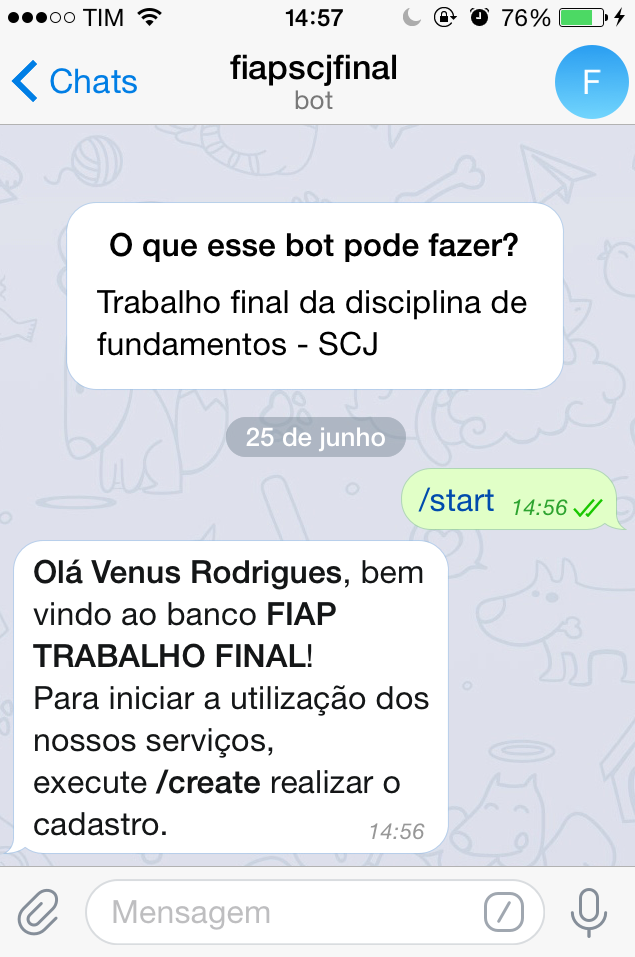 TIM 14:57 76%
Chats fiapscjfinal F
bot
O que esse bot pode fazer?
Trabalho final da disciplina de
fundamentos - SCJ
25 de junho
/start 14:56
Olá Venus Rodrigues, bem
vindo ao banco FIAP
TRABALHO FINAL!
Para iniciar a utilização dos
nossos serviços,
execute /create realizar o
cadastro. 14:56
Mensagem /